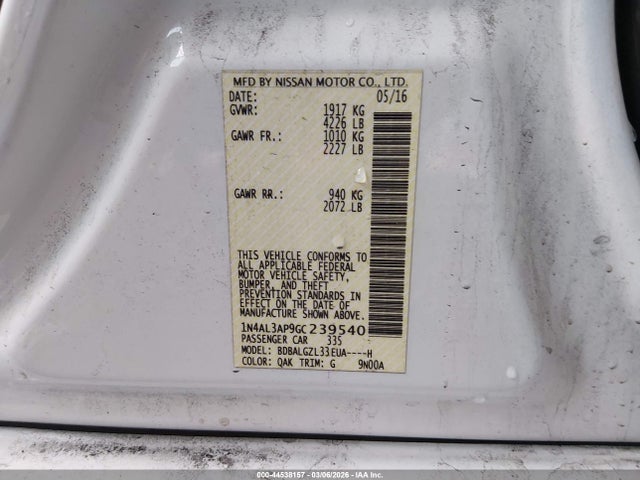 MFD BY NISSAN MOTOR CO., LTD.
DATE: 05/16
GVWR: 1917 KG
4226 LB
GAWR FR.: 1010 KG
2227 LB
GAWR RR.: 940 KG
2072 LB
THIS VEHICLE CONFORMS TO
ALL APPLICABLE FEDERAL
MOTOR VEHICLE SAFETY,
BUMPER, AND THEFT
PREVENTION STANDARDS IN
EFFECT ON THE DATE OF
MANUFACTURE SHOWN ABOVE.
1N4AL3AP9GC239540
PASSENGER CAR 335
MODEL: BDBALGZL33EUA----H
COLOR: QAK TRIM: G 9N00A
000-44538157 - 03/06/2026 - IAAI.COM